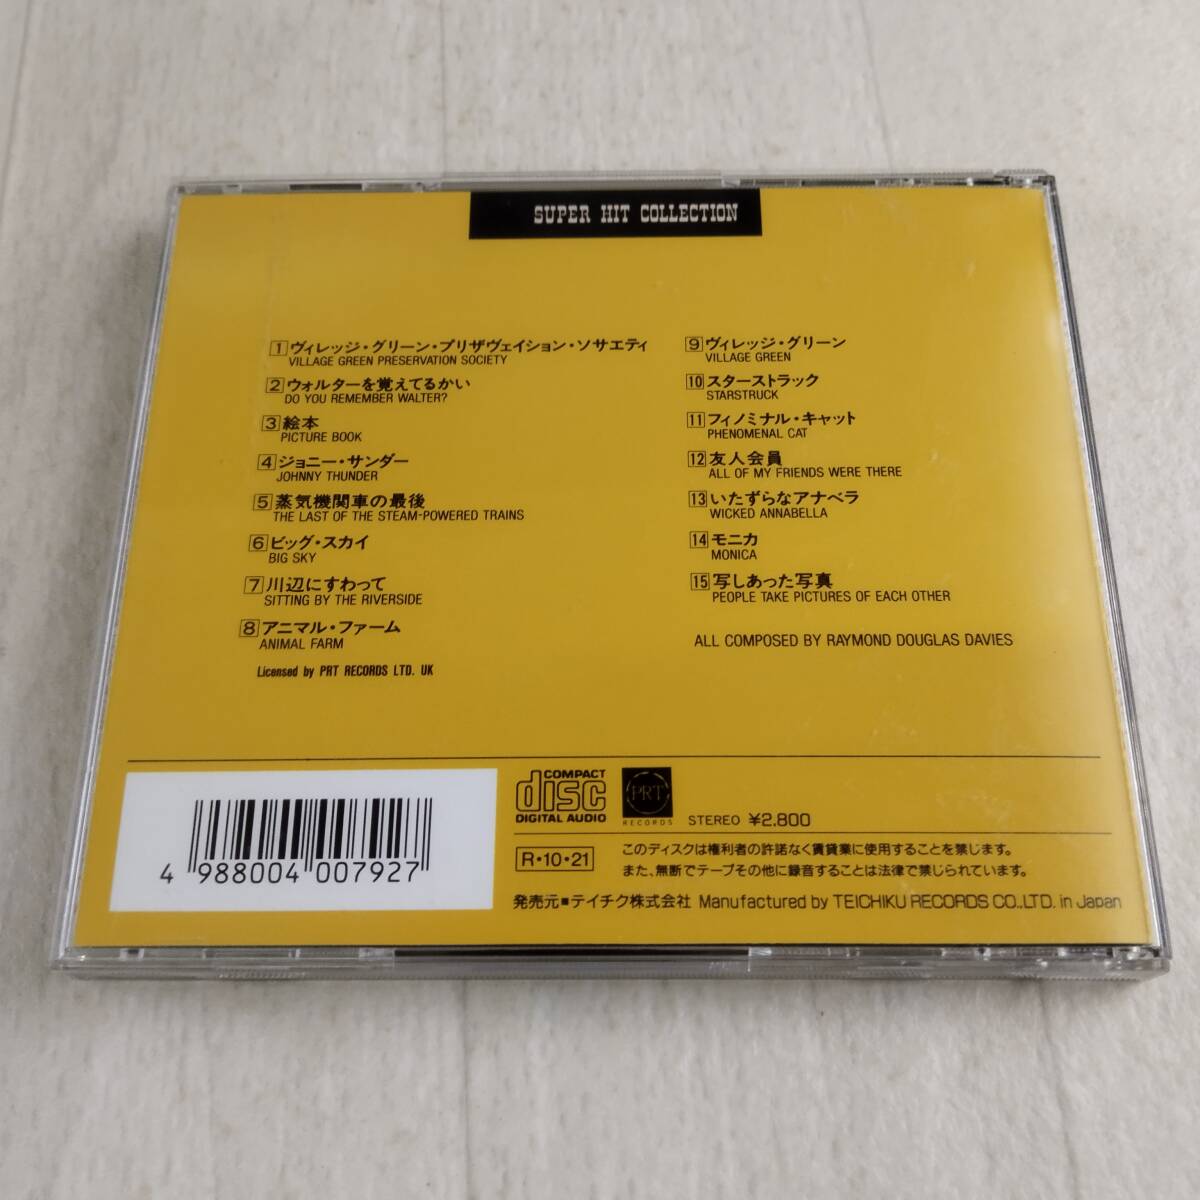 SUPER HIT COLLECTION
1 ヴィレッジ・グリーン・プリザヴェイション・ソサエティ
VILLAGE GREEN PRESERVATION SOCIETY
2 ウォルターを覚えてるかい
DO YOU REMEMBER WALTER?
3 絵本
PICTURE BOOK
4 ジョニー・サンダー
JOHNNY THUNDER
5 蒸気機関車の最後
THE LAST OF THE STEAM-POWERED TRAINS
6 ビッグ・スカイ
BIG SKY
7 川辺にすわって
SITTING BY THE RIVERSIDE
8 アニマル・ファーム
ANIMAL FARM
Licensed by PRT RECORDS LTD. UK
9 ヴィレッジ・グリーン
VILLAGE GREEN
10 スターストラック
STARSTRUCK
11 フィノミナル・キャット
PHENOMENAL CAT
12 友人会員
ALL OF MY FRIENDS WERE THERE
13 いたずらなアナベラ
WICKED ANNABELLA
14 モニカ
MONICA
15 写しあった写真
PEOPLE TAKE PICTURES OF EACH OTHER
ALL COMPOSED BY RAYMOND DOUGLAS DAVIES
4 988004 007927
COMPACT
disc
DIGITAL AUDIO
PRT
RECORDS
STEREO ¥2,800
R・10・21
このディスクは権利者の許諾なく賃貸業に使用することを禁じます。
また、無断でテープその他に録音することは法律で禁じられています。
発売元■テイチク株式会社 Manufactured by TEICHIKU RECORDS CO.,LTD. in Japan